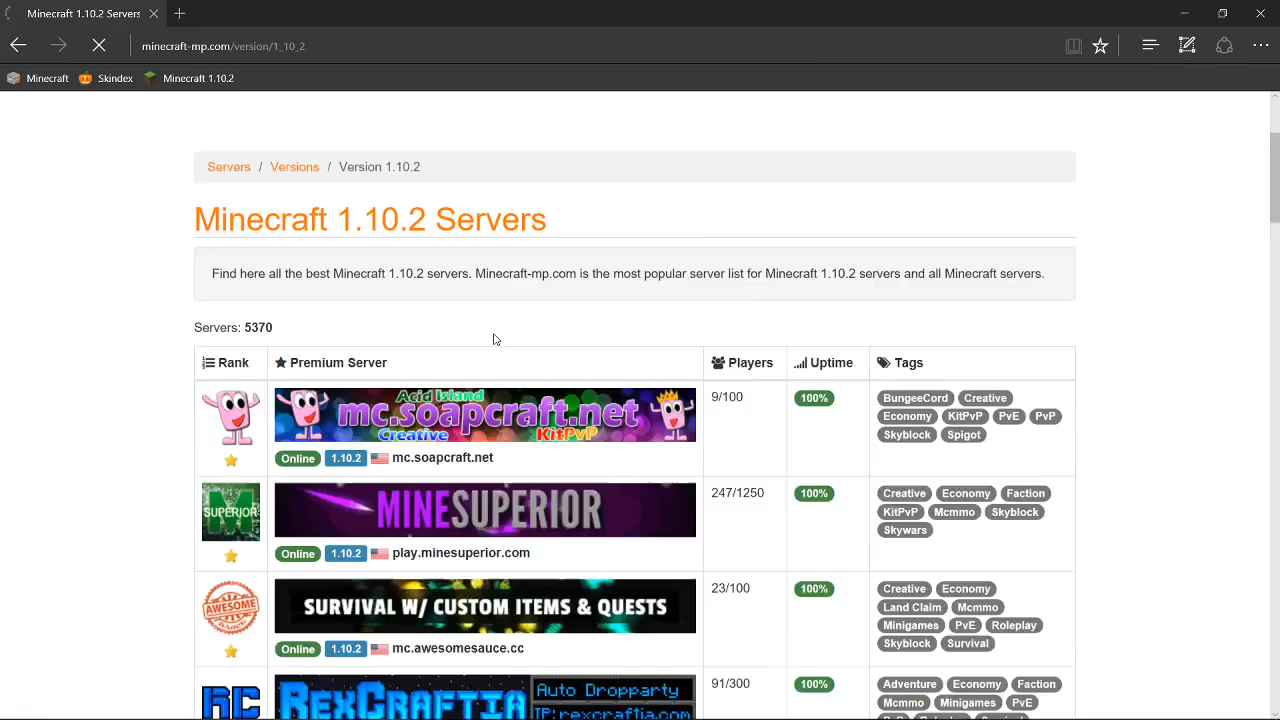 Minecraft 1.10.2 Servers
minecraft-mp.com/version/1_10_2
Minecraft Skindex Minecraft 1.10.2
Servers / Versions / Version 1.10.2
Minecraft 1.10.2 Servers
Find here all the best Minecraft 1.10.2 servers. Minecraft-mp.com is the most popular server list for Minecraft 1.10.2 servers and all Minecraft servers.
Servers: 5370
Rank Premium Server Players Uptime Tags
Acid Island
mc.soapcraft.net
Creative KitPvP
Online 1.10.2 mc.soapcraft.net
9/100
100%
BungeeCord Creative
Economy KitPvP PvE PvP
Skyblock Spigot
M
SUPERIOR
MINESUPERIOR
Online 1.10.2 play.minesuperior.com
247/1250
100%
Creative Economy Faction
KitPvP Mcmmo Skyblock
Skywars
AWESOME
SURVIVAL W/ CUSTOM ITEMS & QUESTS
Online 1.10.2 mc.awesomesauce.cc
23/100
100%
Creative Economy
Land Claim Mcmmo
Minigames PvE Roleplay
Skyblock Survival
RC
REXCRAFTIA
Auto Dropparty
IP:rexcraftia.com
91/300
100%
Adventure Economy Faction
Mcmmo Minigames PvE